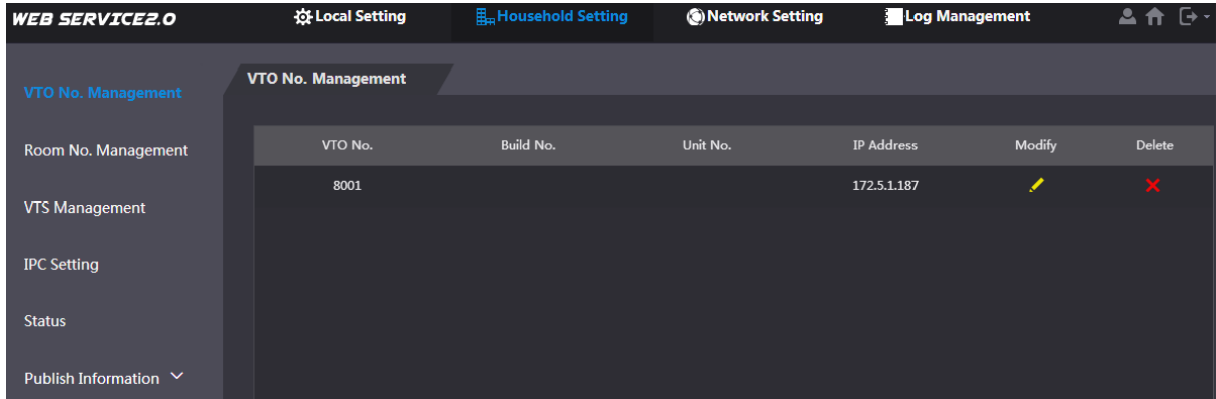 WEB SERVICE2.0 Local Setting Household Setting Network Setting Log Management
VTO No. Management
VTO No. Management
Room No. Management
VTS Management
IPC Setting
Status
Publish Information
VTO No. Build No. Unit No. IP Address Modify Delete
8001 172.5.1.187